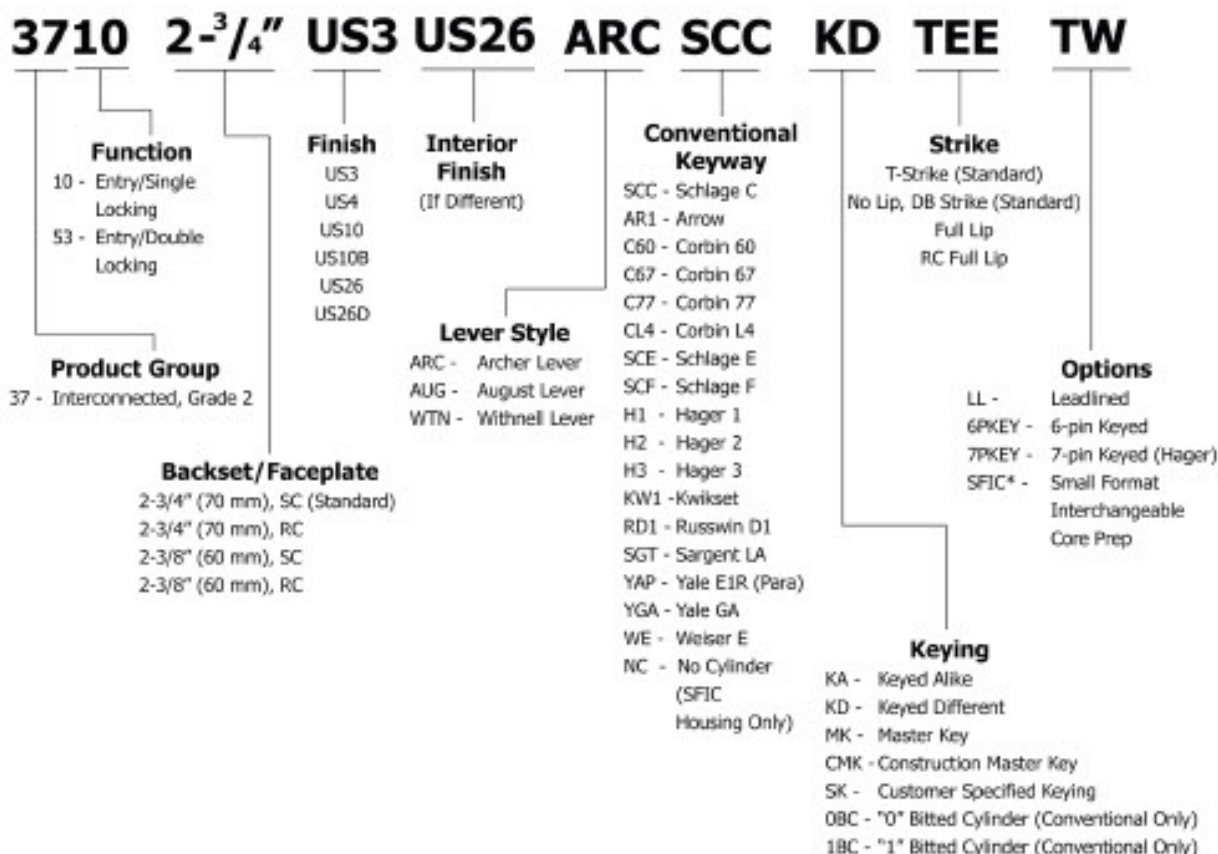 3710 2-3/4" US3 US26 ARC SCC KD TEE TW
Function
10 - Entry/Single
Locking
53 - Entry/Double
Locking
Product Group
37 - Interconnected, Grade 2
Backset/Faceplate
2-3/4" (70 mm), SC (Standard)
2-3/4" (70 mm), RC
2-3/8" (60 mm), SC
2-3/8" (60 mm), RC
Finish
US3
US4
US10
US10B
US26
US26D
Interior
Finish
(If Different)
Lever Style
ARC - Archer Lever
AUG - August Lever
WTN - Withnell Lever
Conventional
Keyway
SCC - Schlage C
AR1 - Arrow
C60 - Corbin 60
C67 - Corbin 67
C77 - Corbin 77
CL4 - Corbin L4
SCE - Schlage E
SCF - Schlage F
H1 - Hager 1
H2 - Hager 2
H3 - Hager 3
KW1 -Kwikset
RD1 - Russwin D1
SGT - Sargent LA
YAP - Yale E1R (Para)
YGA - Yale GA
WE - Weiser E
NC - No Cylinder
(SFIC
Housing Only)
Keying
KA - Keyed Alike
KD - Keyed Different
MK - Master Key
CMK - Construction Master Key
SK - Customer Specified Keying
0BC - "0" Bitted Cylinder (Conventional Only)
1BC - "1" Bitted Cylinder (Conventional Only)
Strike
T-Strike (Standard)
No Lip, DB Strike (Standard)
Full Lip
RC Full Lip
Options
LL - Leadlined
6PKEY - 6-pin Keyed
7PKEY - 7-pin Keyed (Hager)
SFIC* - Small Format
Interchangeable
Core Prep